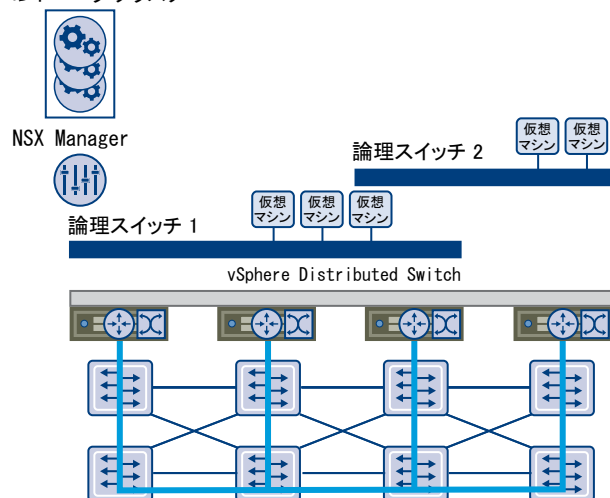 NSX Manager
論理スイッチ 2
仮想
マシン
仮想
マシン
論理スイッチ 1
仮想
マシン
仮想
マシン
仮想
マシン
vSphere Distributed Switch